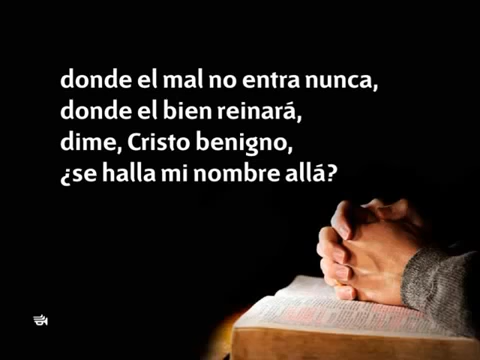 donde el mal no entra nunca,
donde el bien reinará,
dime, Cristo benigno,
¿se halla mi nombre allá?